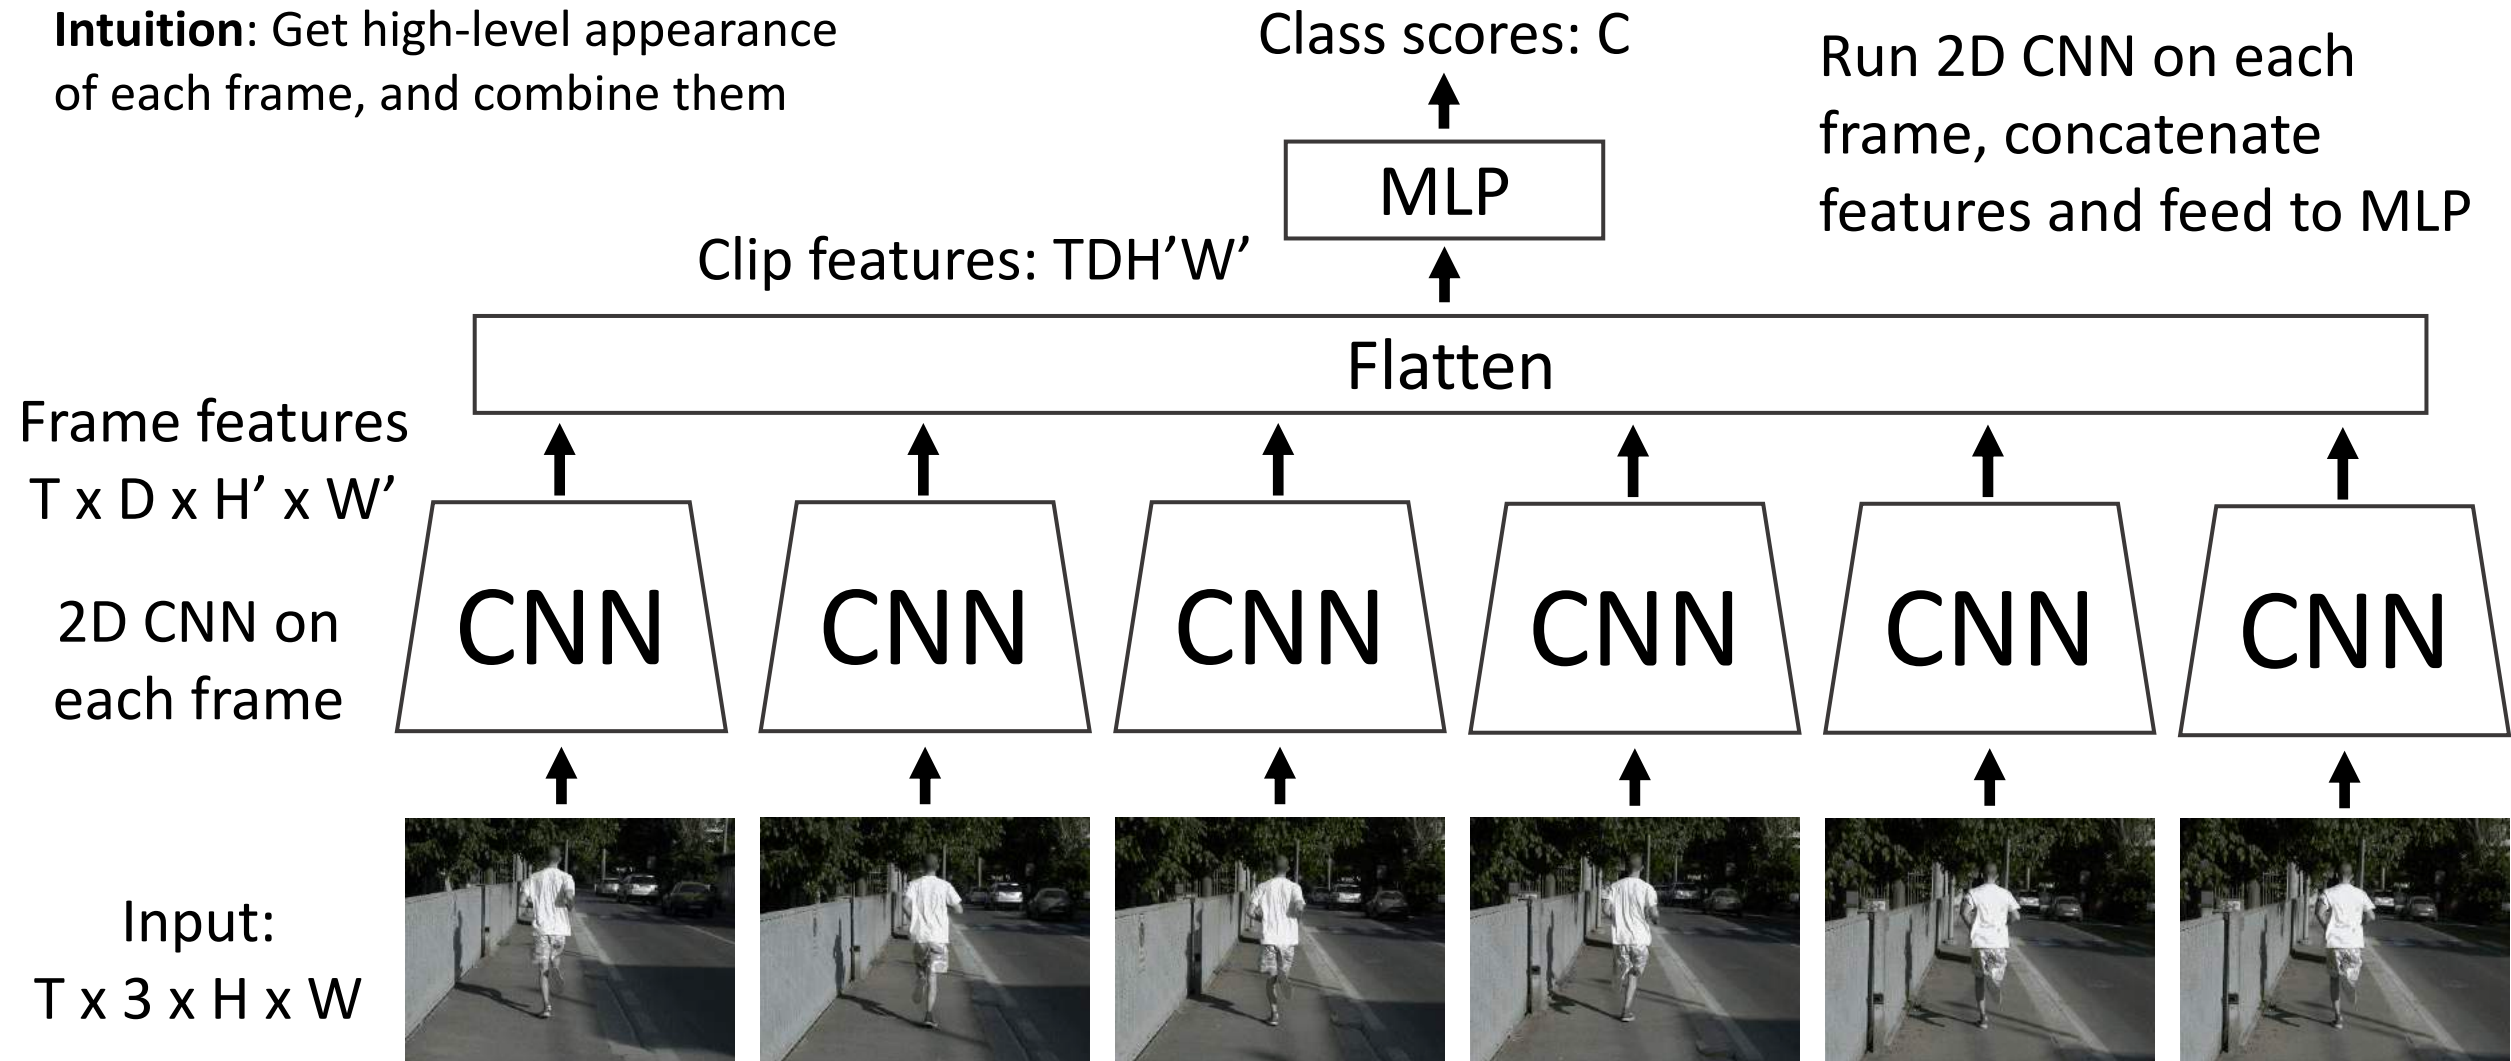 Intuition: Get high-level appearance
of each frame, and combine them
Class scores: C
Run 2D CNN on each
frame, concatenate
features and feed to MLP
MLP
Clip features: TDH’W’
Flatten
Frame features
T x D x H’ x W’
CNN
CNN
CNN
CNN
CNN
CNN
2D CNN on
each frame
Input:
T x 3 x H x W